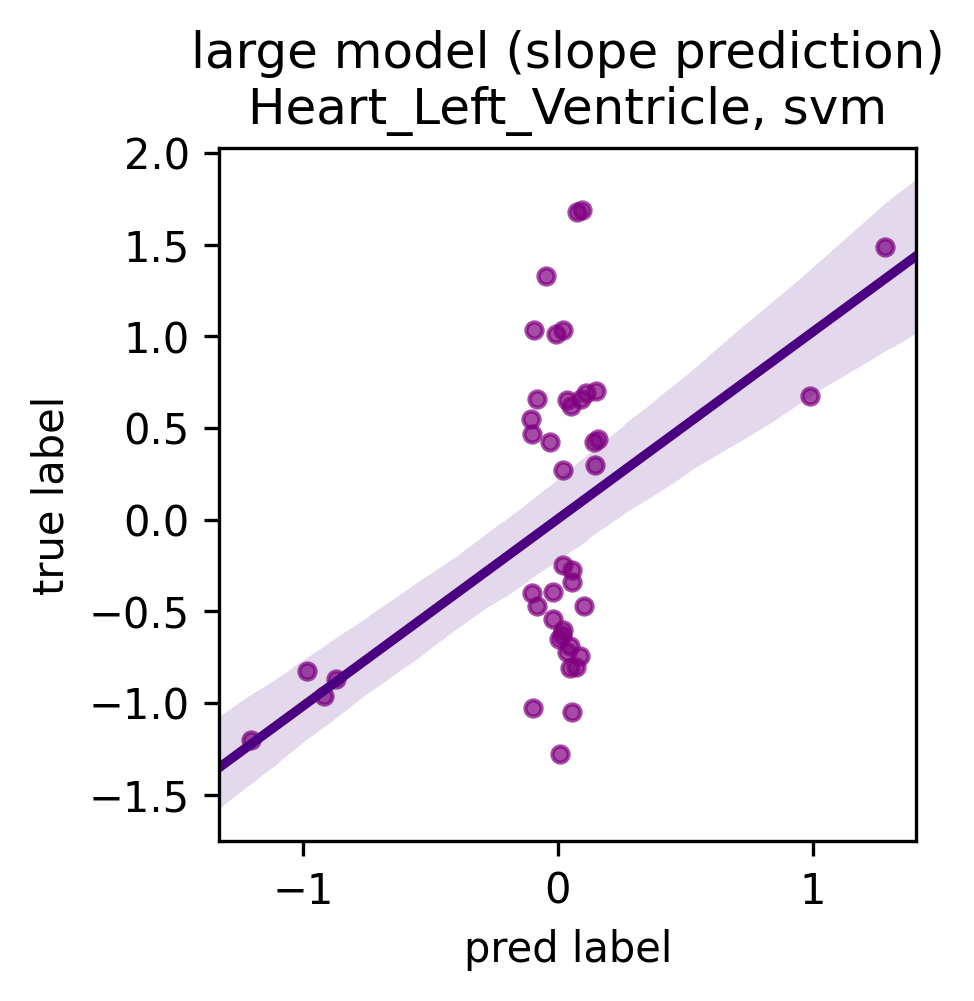 large model (slope prediction)
Heart_Left_Ventricle, svm
2.0
1.5
1.0
0.5
0.0
−0.5
−1.0
−1.5
true label
−1
0
1
pred label